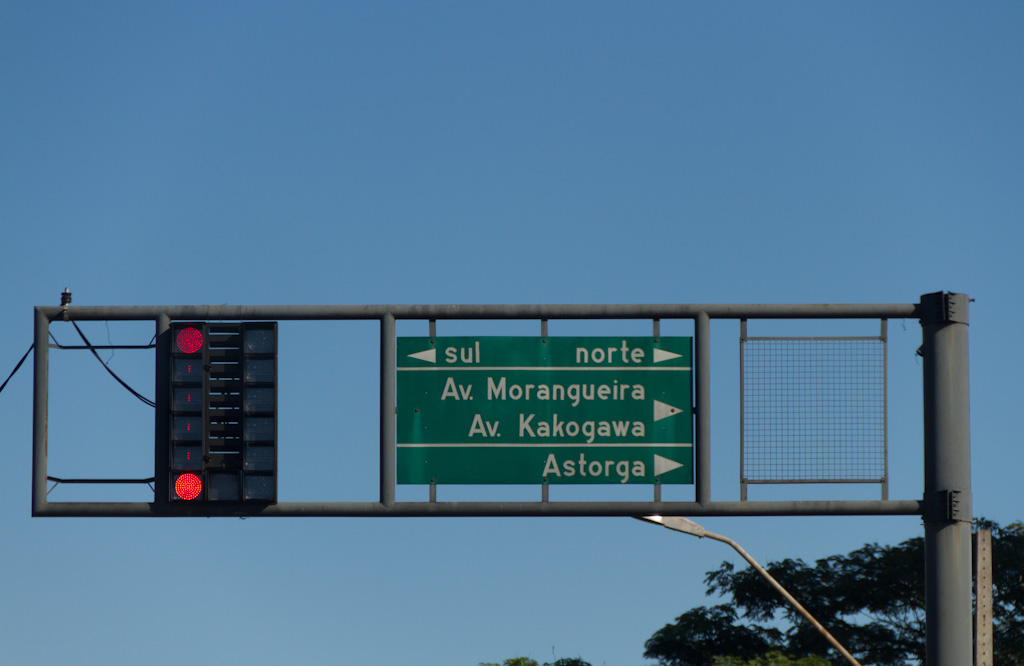 sul norte
Av. Morangueira
Av. Kakogawa
Astorga